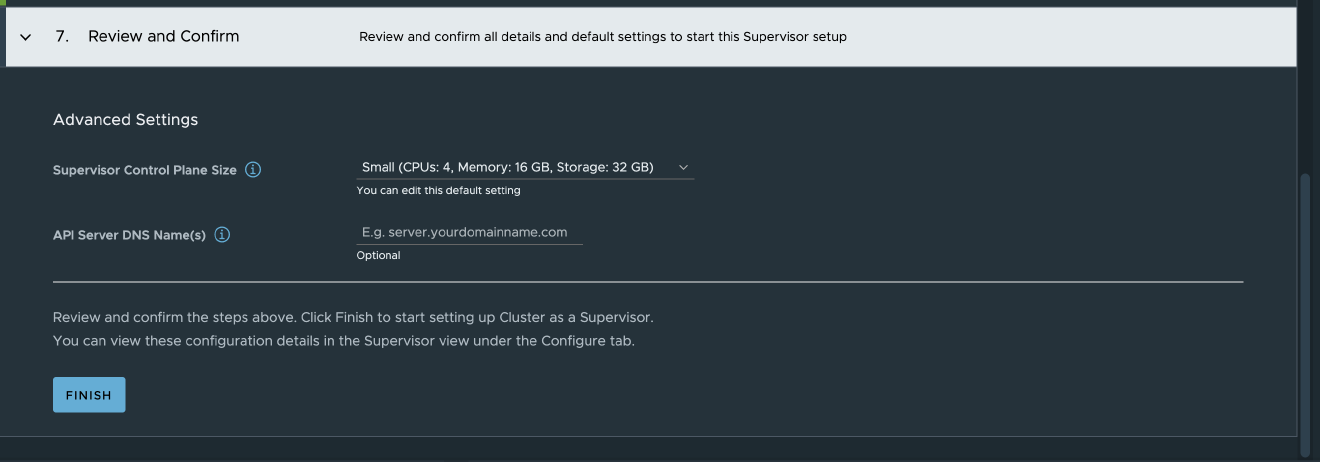 7. Review and Confirm
Review and confirm all details and default settings to start this Supervisor setup
Advanced Settings
Supervisor Control Plane Size
Small (CPUs: 4, Memory: 16 GB, Storage: 32 GB)
You can edit this default setting
API Server DNS Name(s)
E.g. server.yourdomainname.com
Optional
Review and confirm the steps above. Click Finish to start setting up Cluster as a Supervisor.
You can view these configuration details in the Supervisor view under the Configure tab.
FINISH